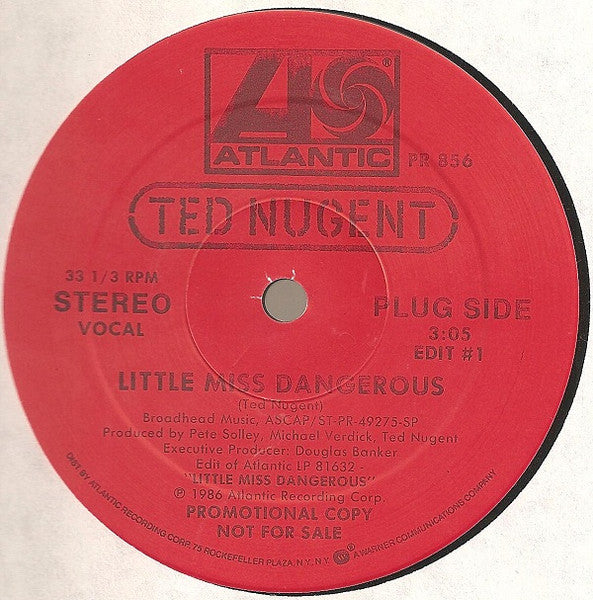 ATLANTIC ®
PR 856
TED NUGENT
33 1/3 RPM
STEREO
VOCAL
PLUG SIDE
3:05
EDIT #1
LITTLE MISS DANGEROUS
(Ted Nugent)
Broadhead Music, ASCAP/ST-PR-49275-SP
Produced by Pete Solley, Michael Verdick, Ted Nugent
Executive Producer: Douglas Banker
Edit of Atlantic LP 81632 -
"LITTLE MISS DANGEROUS"
℗ 1986 Atlantic Recording Corp.
PROMOTIONAL COPY
NOT FOR SALE
DIST. BY ATLANTIC RECORDING CORP. 75 ROCKEFELLER PLAZA, N.Y. N.Y. A WARNER COMMUNICATIONS COMPANY